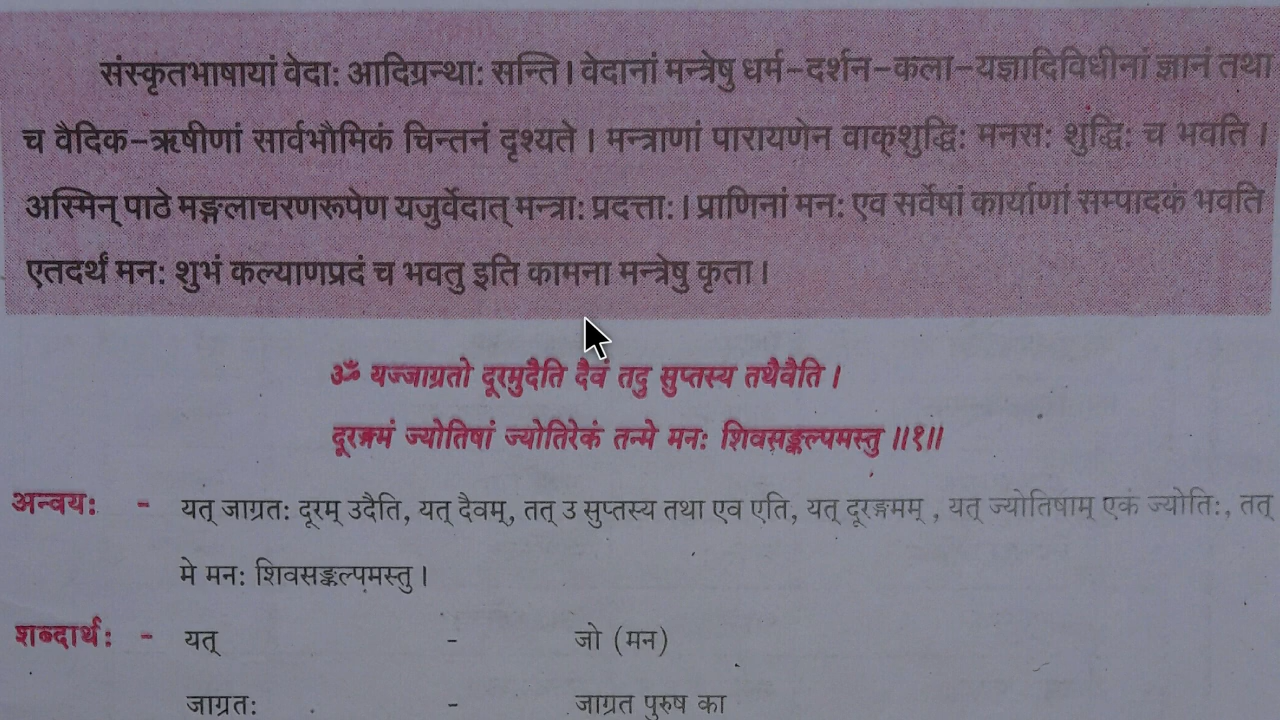 संस्कृतभाषायां वेदा: आदिग्रन्था: सन्ति। वेदानां मन्त्रेषु धर्म-दर्शन-कला-यज्ञादिविधीनां ज्ञानं तथा
च वैदिक-ऋषीणां सार्वभौमिकं चिन्तनं दृश्यते। मन्त्राणां पारायणेन वाक्शुद्धि: मनस: शुद्धि: च भवति।
अस्मिन् पाठे मङ्गलाचरणरूपेण यजुर्वेदात् मन्त्रा: प्रदत्ता:। प्राणिनां मन: एव सर्वेषां कार्याणां सम्पादकं भवति
एतदर्थं मन: शुभं कल्याणप्रदं च भवतु इति कामना मन्त्रेषु कृता।
ॐ यज्जाग्रतो दूरमुदैति दैवं तदु सुप्तस्य तथैवैति।
दूरङ्गमं ज्योतिषां ज्योतिरेकं तन्मे मन: शिवसङ्कल्पमस्तु॥१॥
अन्वय: - यत् जाग्रत: दूरम् उदैति, यत् दैवम्, तत् उ सुप्तस्य तथा एव एति, यत् दूरङ्गमम् , यत् ज्योतिषाम् एकं ज्योति:, तत्
मे मन: शिवसङ्कल्पमस्तु।
शब्दार्थ: - यत् - जो (मन)
जाग्रत: - जाग्रत पुरुष का